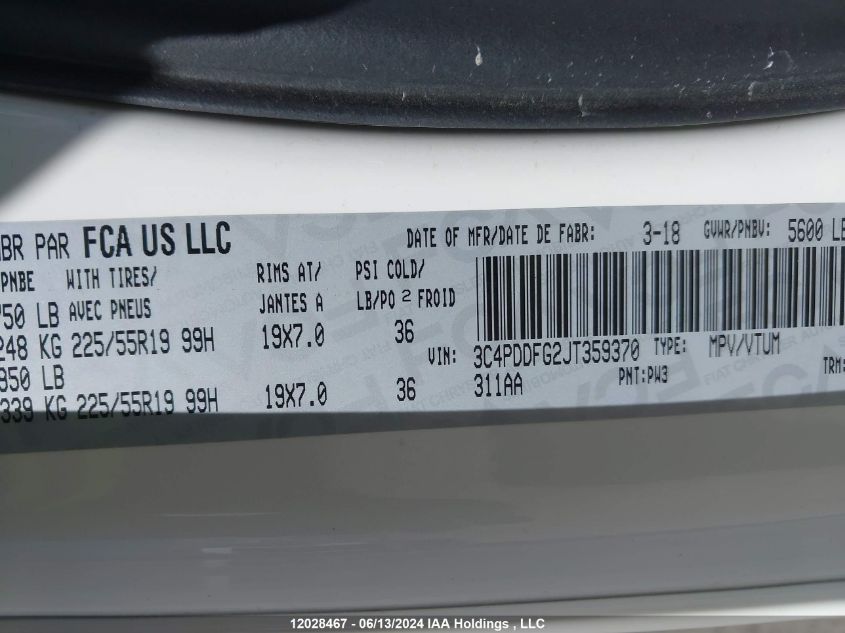 BR PAR FCA US LLC DATE OF MFR/DATE DE FABR: 3-18 GVWR/PNBV: 5600 LB
PNBE WITH TIRES/ RIMS AT/ PSI COLD/
750 LB AVEC PNEUS JANTES A LB/PO 2 FROID
248 KG 225/55R19 99H 19X7.0 36
VIN: 3C4PDDFG2JT359370 TYPE: MPV/VTUM
950 LB
339 KG 225/55R19 99H 19X7.0 36
311AA PNT:PW3 TRM:
12028467 - 06/13/2024 IAA Holdings , LLC